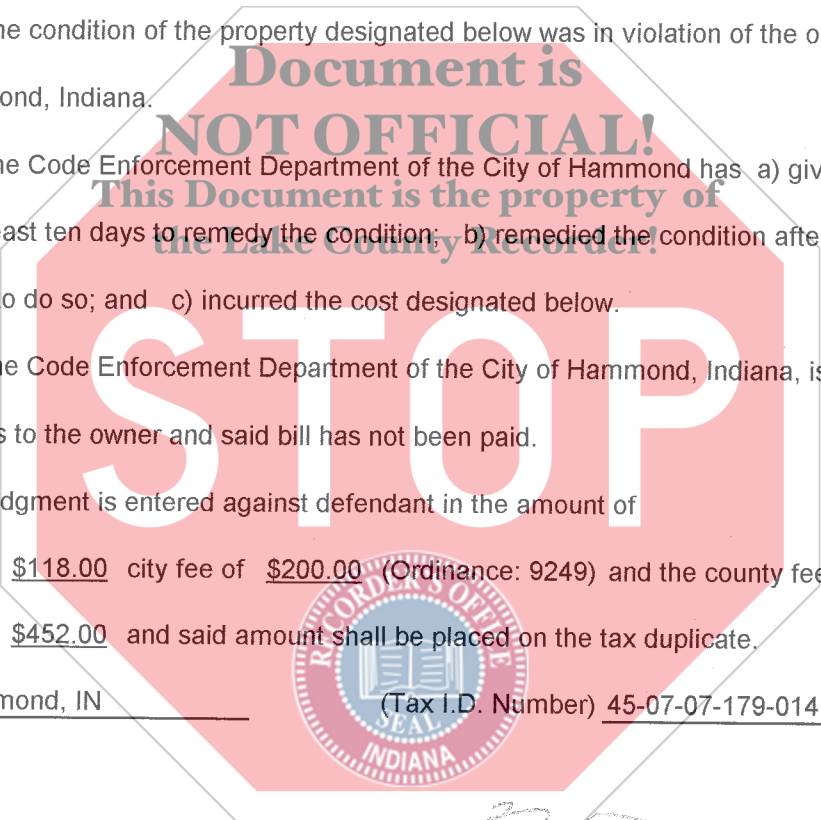 he condition of the property designated below was in violation of the o
Document is
ond, Indiana.
NOT OFFICIAL!
he Code Enforcement Department of the City of Hammond has a) giv
This Document is the property of
east ten days to remedy the condition; b) remedied the condition afte
the Lake County Recorder!
o do so; and c) incurred the cost designated below.
STOP
he Code Enforcement Department of the City of Hammond, Indiana, is
s to the owner and said bill has not been paid.
dgment is entered against defendant in the amount of
$118.00 city fee of $200.00 (Ordinance: 9249) and the county fee
$452.00 and said amount shall be placed on the tax duplicate.
RECORDER'S OFFICE
mond, IN (Tax I.D. Number) 45-07-07-179-014
SEAL
INDIANA